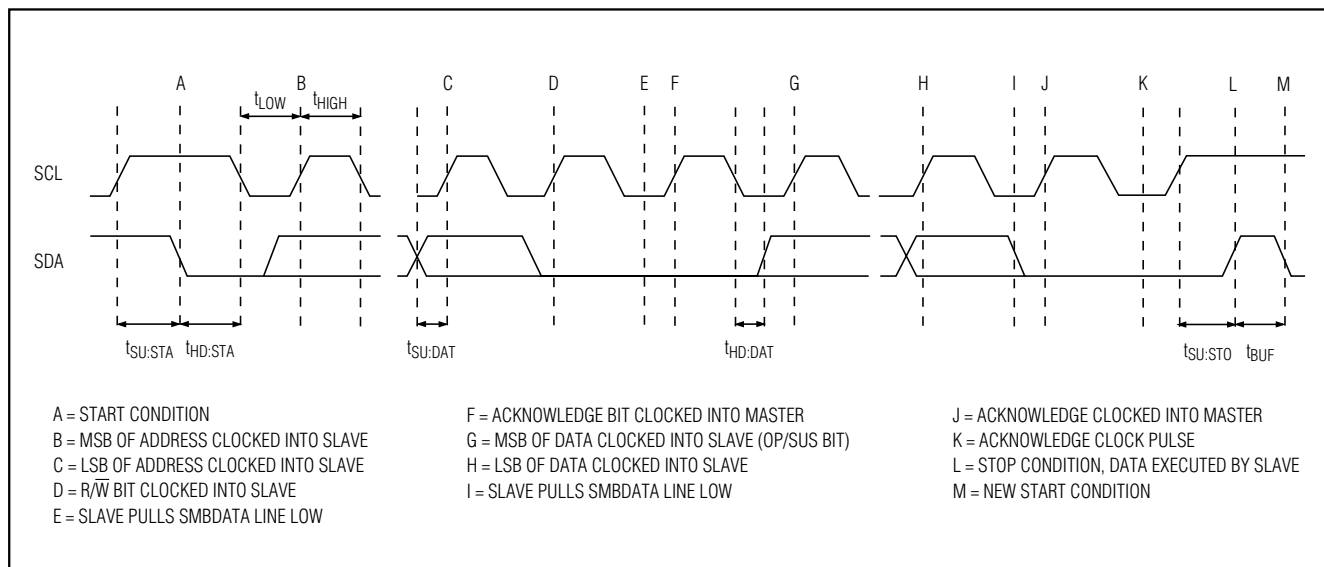 A B C D E F G H I J K L M
tLOW tHIGH
SCL
SDA
tSU:STA tHD:STA tSU:DAT tHD:DAT tSU:STO tBUF
A = START CONDITION
B = MSB OF ADDRESS CLOCKED INTO SLAVE
C = LSB OF ADDRESS CLOCKED INTO SLAVE
D = R/W̅ BIT CLOCKED INTO SLAVE
E = SLAVE PULLS SMBDATA LINE LOW
F = ACKNOWLEDGE BIT CLOCKED INTO MASTER
G = MSB OF DATA CLOCKED INTO SLAVE (OP/SUS BIT)
H = LSB OF DATA CLOCKED INTO SLAVE
I = SLAVE PULLS SMBDATA LINE LOW
J = ACKNOWLEDGE CLOCKED INTO MASTER
K = ACKNOWLEDGE CLOCK PULSE
L = STOP CONDITION, DATA EXECUTED BY SLAVE
M = NEW START CONDITION